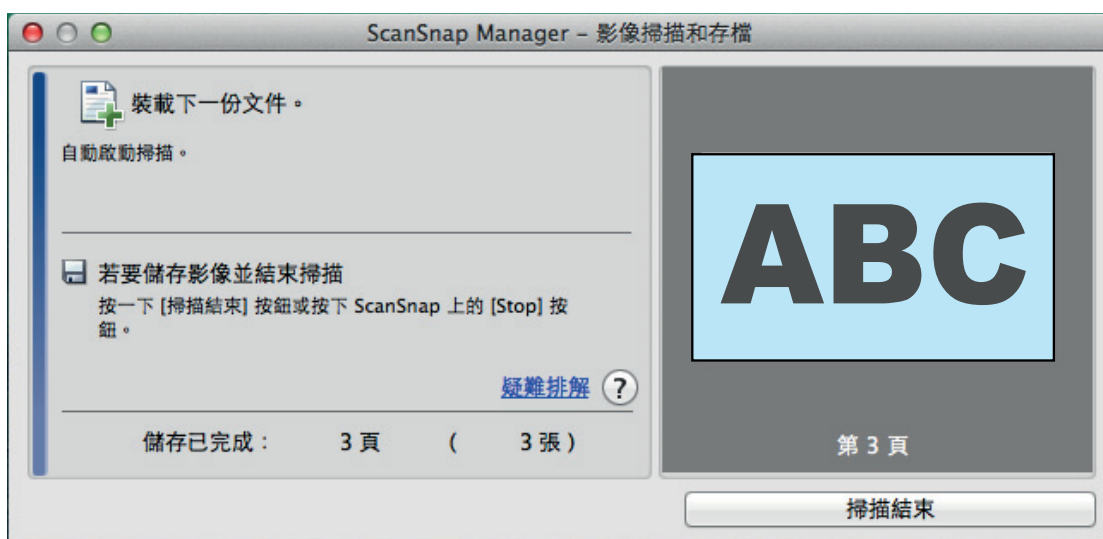 ScanSnap Manager – 影像掃描和存檔
裝載下一份文件。
自動啟動掃描。
若要儲存影像並結束掃描
按一下 [掃描結束] 按鈕或按下 ScanSnap 上的 [Stop] 按
鈕。
疑難排解 ?
儲存已完成： 3 頁 ( 3 張 )
ABC
第 3 頁
掃描結束